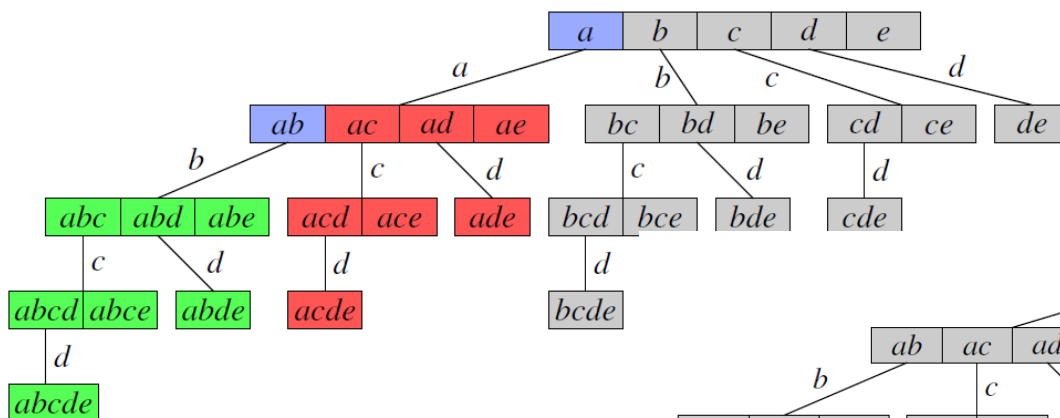 a b c d e
a b c d
ab ac ad ae bc bd be cd ce de
b c d c d d
abc abd abe acd ace ade bcd bce bde cde
c d d d
abcd abce abde acde bcde
ab ac ad
d b c
abcde